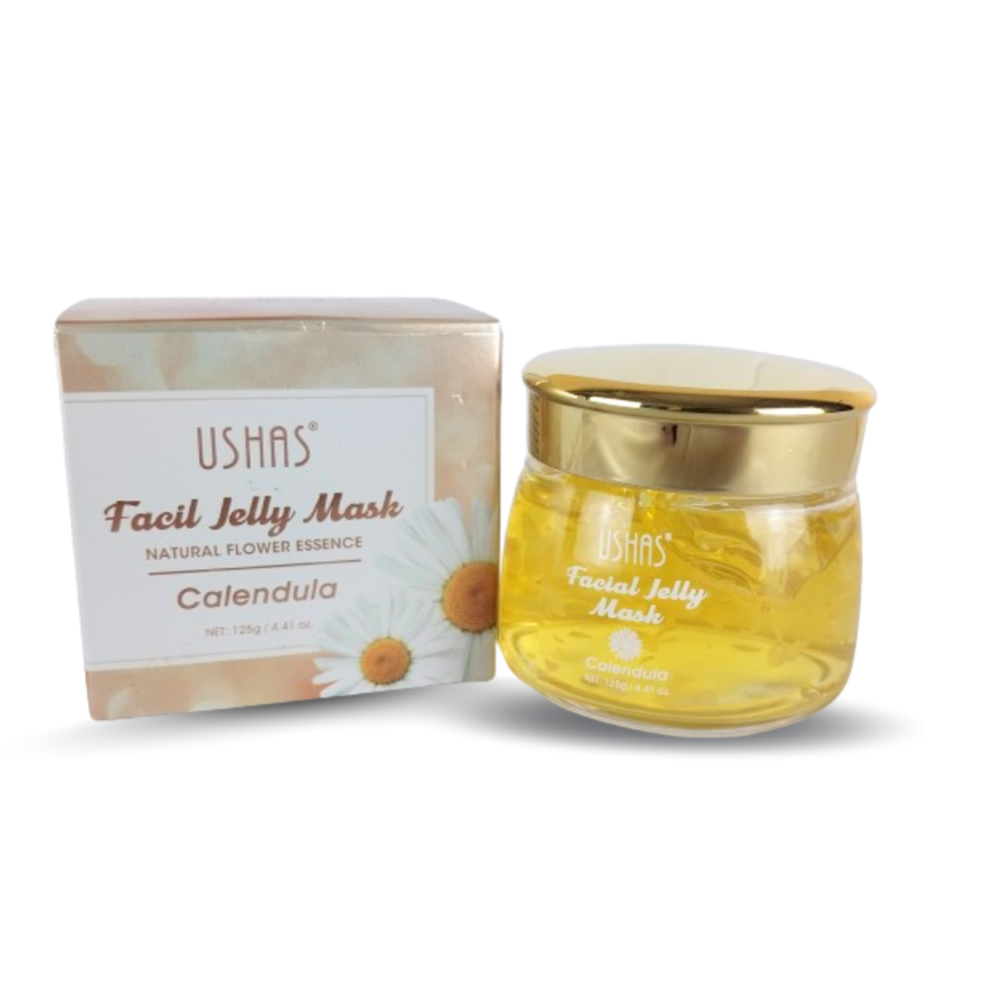 USHAS®
Facil Jelly Mask
NATURAL FLOWER ESSENCE
Calendula
NET: 125g / 4.41 oz.
USHAS®
Facial Jelly
Mask
Calendula
NET. 125g / 4.41 oz.